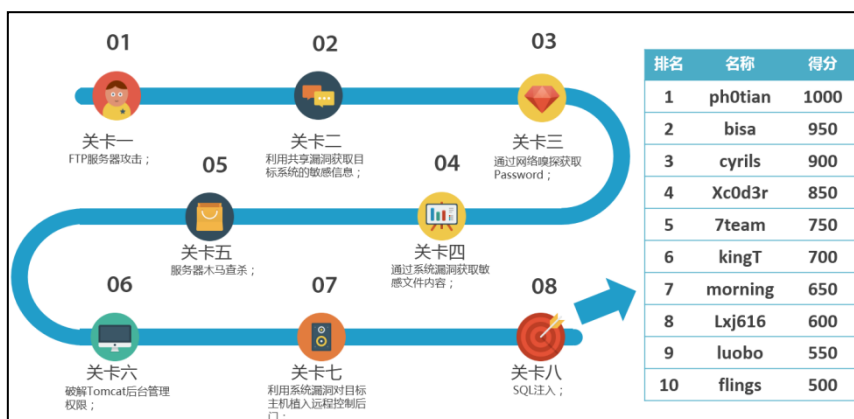 01
关卡一
FTP服务器攻击；
02
关卡二
利用共享漏洞获取目
标系统的敏感信息；
03
关卡三
通过网络嗅探获取
Password；
04
关卡四
通过系统漏洞获取敏
感文件内容；
05
关卡五
服务器木马查杀；
06
关卡六
破解Tomcat后台管理
权限；
07
关卡七
利用系统漏洞对目标
主机植入远程控制后
门；
08
关卡八
SQL注入；
排名 名称 得分
1 ph0tian 1000
2 bisa 950
3 cyrils 900
4 Xc0d3r 850
5 7team 750
6 kingT 700
7 morning 650
8 Lxj616 600
9 luobo 550
10 flings 500